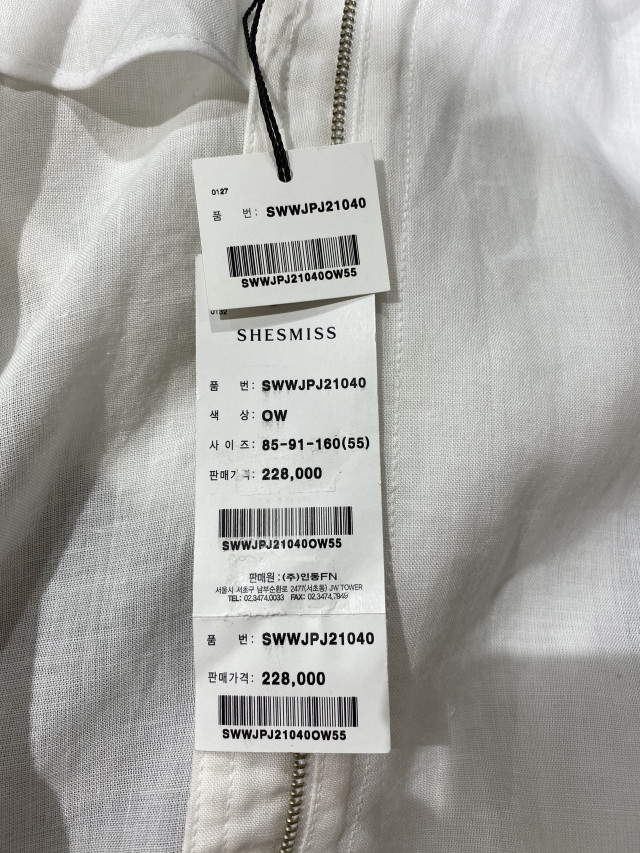 0127
품 번: SWWJPJ21040
SWWJPJ21040OW55
0132
SHESMISS
품 번: SWWJPJ21040
색 상: OW
사 이 즈: 85-91-160(55)
판매가격: 228,000
SWWJPJ21040OW55
판매원 : (주)인동FN
서울시 서초구 남부순환로 2477(서초동) JW TOWER
TEL: 02.3474.0033 FAX: 02.3474.7949
품 번: SWWJPJ21040
판매가격: 228,000
SWWJPJ21040OW55